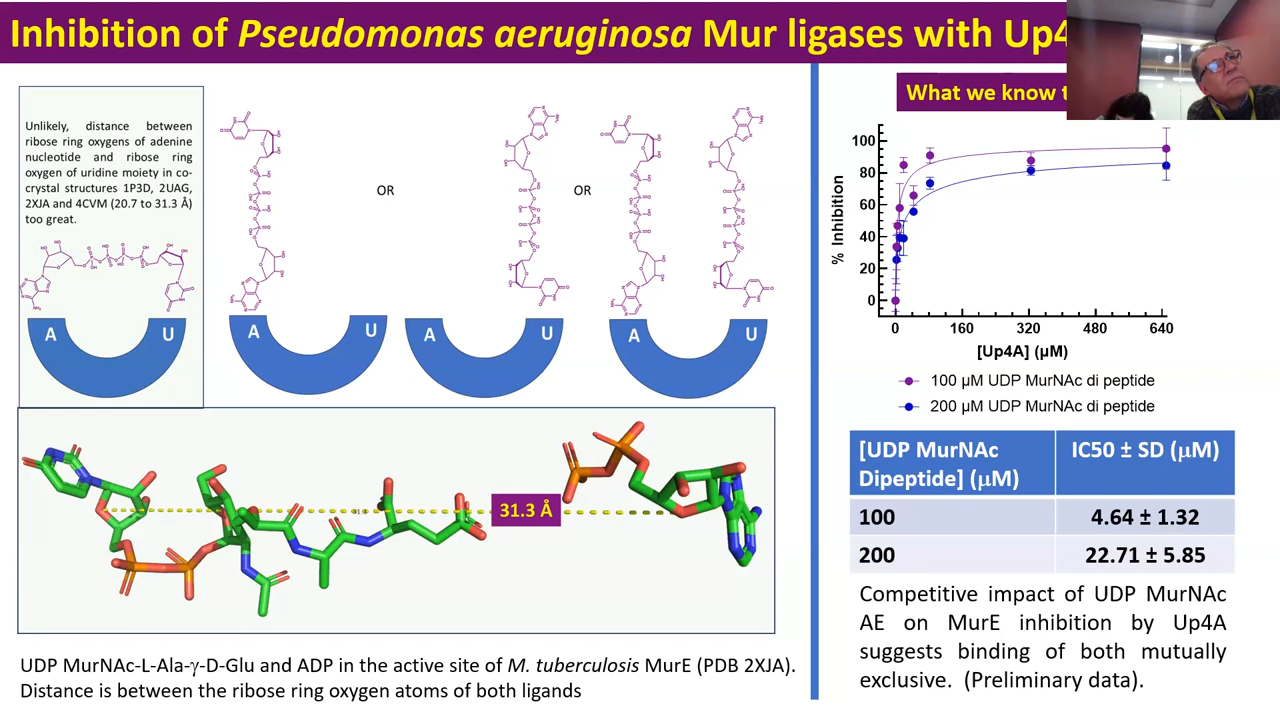 Inhibition of Pseudomonas aeruginosa Mur ligases with Up4
Unlikely, distance between
ribose ring oxygens of adenine
nucleotide and ribose ring
oxygen of uridine moiety in co-
crystal structures 1P3D, 2UAG,
2XJA and 4CVM (20.7 to 31.3 Å)
too great.
OR
OR
A U
A U
A U
A U
31.3 Å
UDP MurNAc-L-Ala-γ-D-Glu and ADP in the active site of M. tuberculosis MurE (PDB 2XJA).
Distance is between the ribose ring oxygen atoms of both ligands
What we know
% Inhibition
100
80
60
40
20
0
0 160 320 480 640
[Up4A] (µM)
100 µM UDP MurNAc di peptide
200 µM UDP MurNAc di peptide
[UDP MurNAc Dipeptide] (µM)
IC50 ± SD (µM)
100 4.64 ± 1.32
200 22.71 ± 5.85
Competitive impact of UDP MurNAc
AE on MurE inhibition by Up4A
suggests binding of both mutually
exclusive. (Preliminary data).